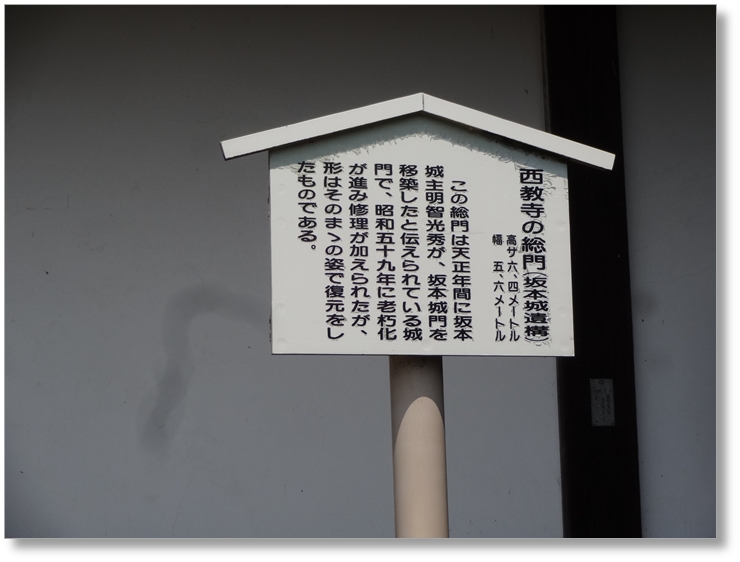 西教寺の総門(坂本城遺構)
高サ六、四メートル
幅 五、六メートル
この総門は天正年間に坂本
城主明智光秀が、坂本城門を
移築したと伝えられている城
門で、昭和五十九年に老朽化
が進み修理が加えられたが、
形はそのまゝの姿で復元をし
たものである。